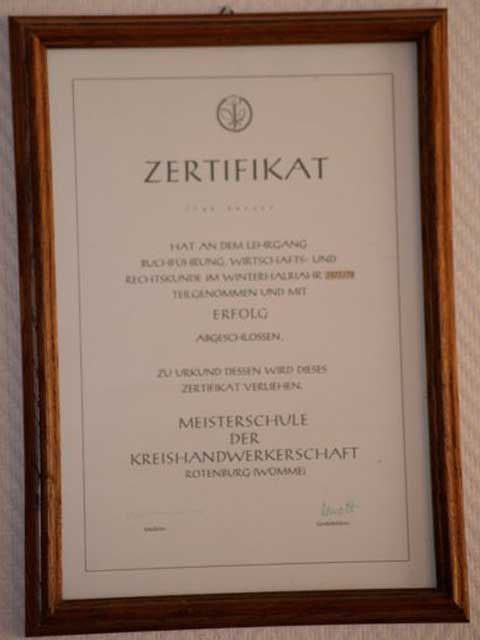 ZERTIFIKAT
HAT AN DEM LEHRGANG
BUCHFÜHRUNG, WIRTSCHAFTS- UND
RECHTSKUNDE IM WINTERHALBJAHR
TEILGENOMMEN UND MIT
ERFOLG
ABGESCHLOSSEN.
ZU URKUND DESSEN WIRD DIESES
ZERTIFIKAT VERLIEHEN.
MEISTERSCHULE
DER
KREISHANDWERKERSCHAFT
ROTENBURG (WÜMME)